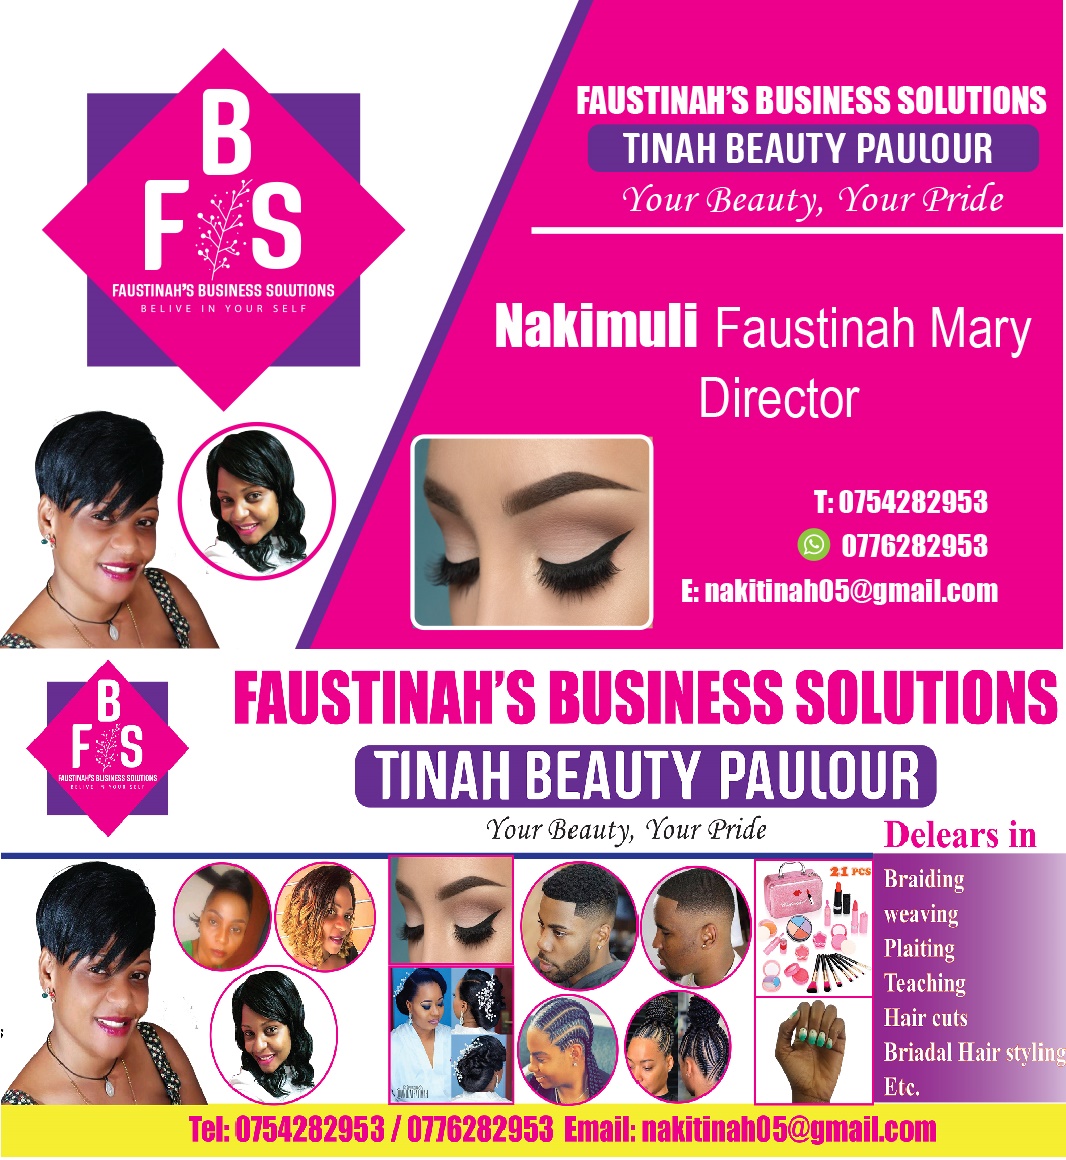 B
F S
FAUSTINAH'S BUSINESS SOLUTIONS
BELIVE IN YOUR SELF
FAUSTINAH'S BUSINESS SOLUTIONS
TINAH BEAUTY PAULOUR
Your Beauty, Your Pride
Nakimuli Faustinah Mary
Director
T: 0754282953
0776282953
E: nakitinah05@gmail.com
B
F S
FAUSTINAH'S BUSINESS SOLUTIONS
BELIVE IN YOUR SELF
FAUSTINAH'S BUSINESS SOLUTIONS
TINAH BEAUTY PAULOUR
Your Beauty, Your Pride
Delears in
21 PCS
Braiding
weaving
Plaiting
Teaching
Hair cuts
Briadal Hair styling
Etc.
Tel: 0754282953 / 0776282953 Email: nakitinah05@gmail.com